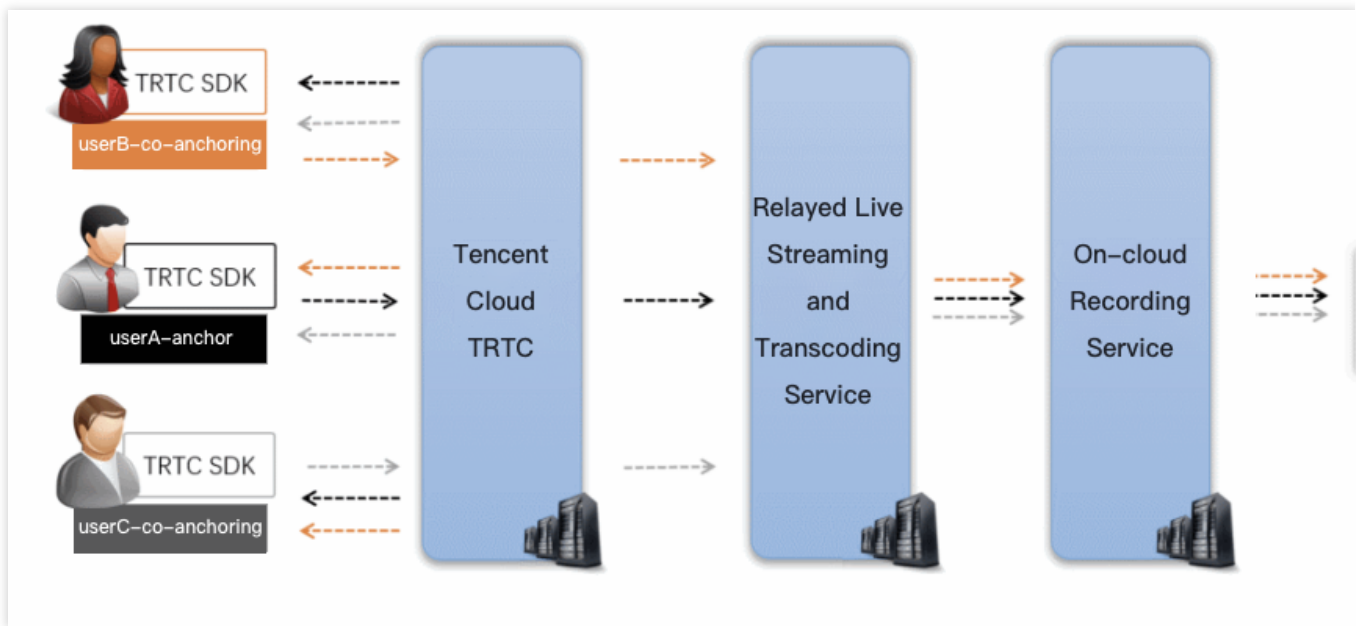 TRTC SDK
userB-co-anchoring
TRTC SDK
userA-anchor
TRTC SDK
userC-co-anchoring
Tencent
Cloud
TRTC
Relayed Live
Streaming
and
Transcoding
Service
On-cloud
Recording
Service